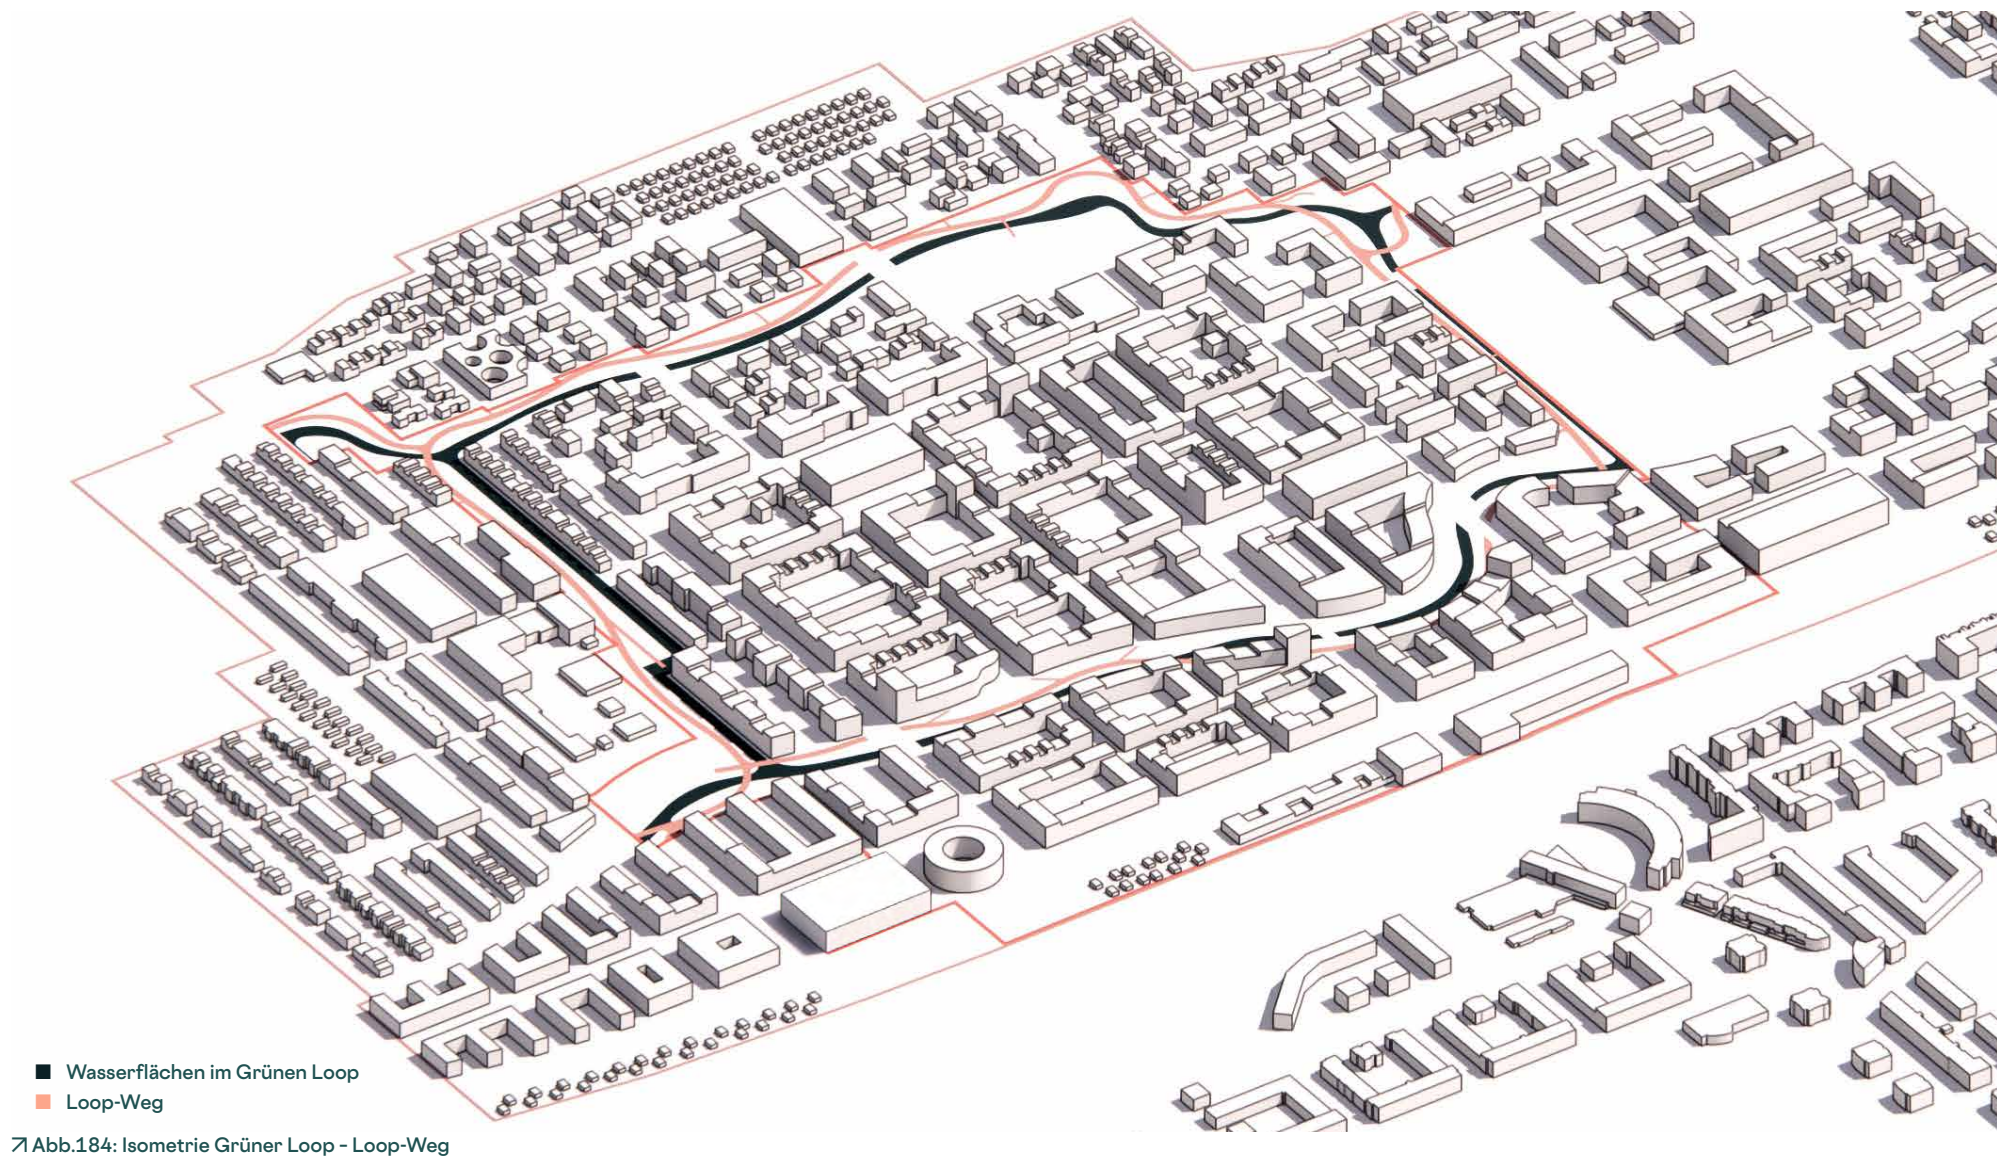 Wasserflächen im Grünen Loop
Loop-Weg
↗ Abb.184: Isometrie Grüner Loop - Loop-Weg